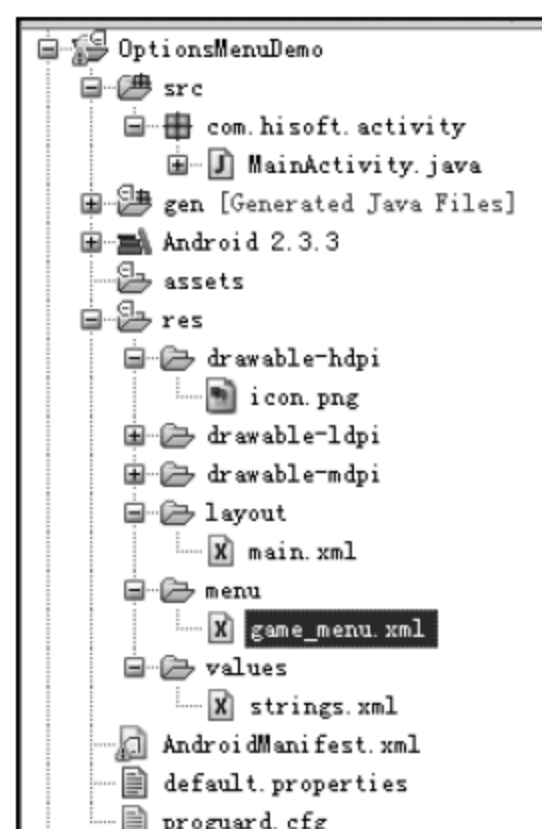 OptionsMenuDemo
src
com.hisoft.activity
MainActivity.java
gen [Generated Java Files]
Android 2.3.3
assets
res
drawable-hdpi
icon.png
drawable-ldpi
drawable-mdpi
layout
main.xml
menu
game_menu.xml
values
strings.xml
AndroidManifest.xml
default.properties
proguard.cfg